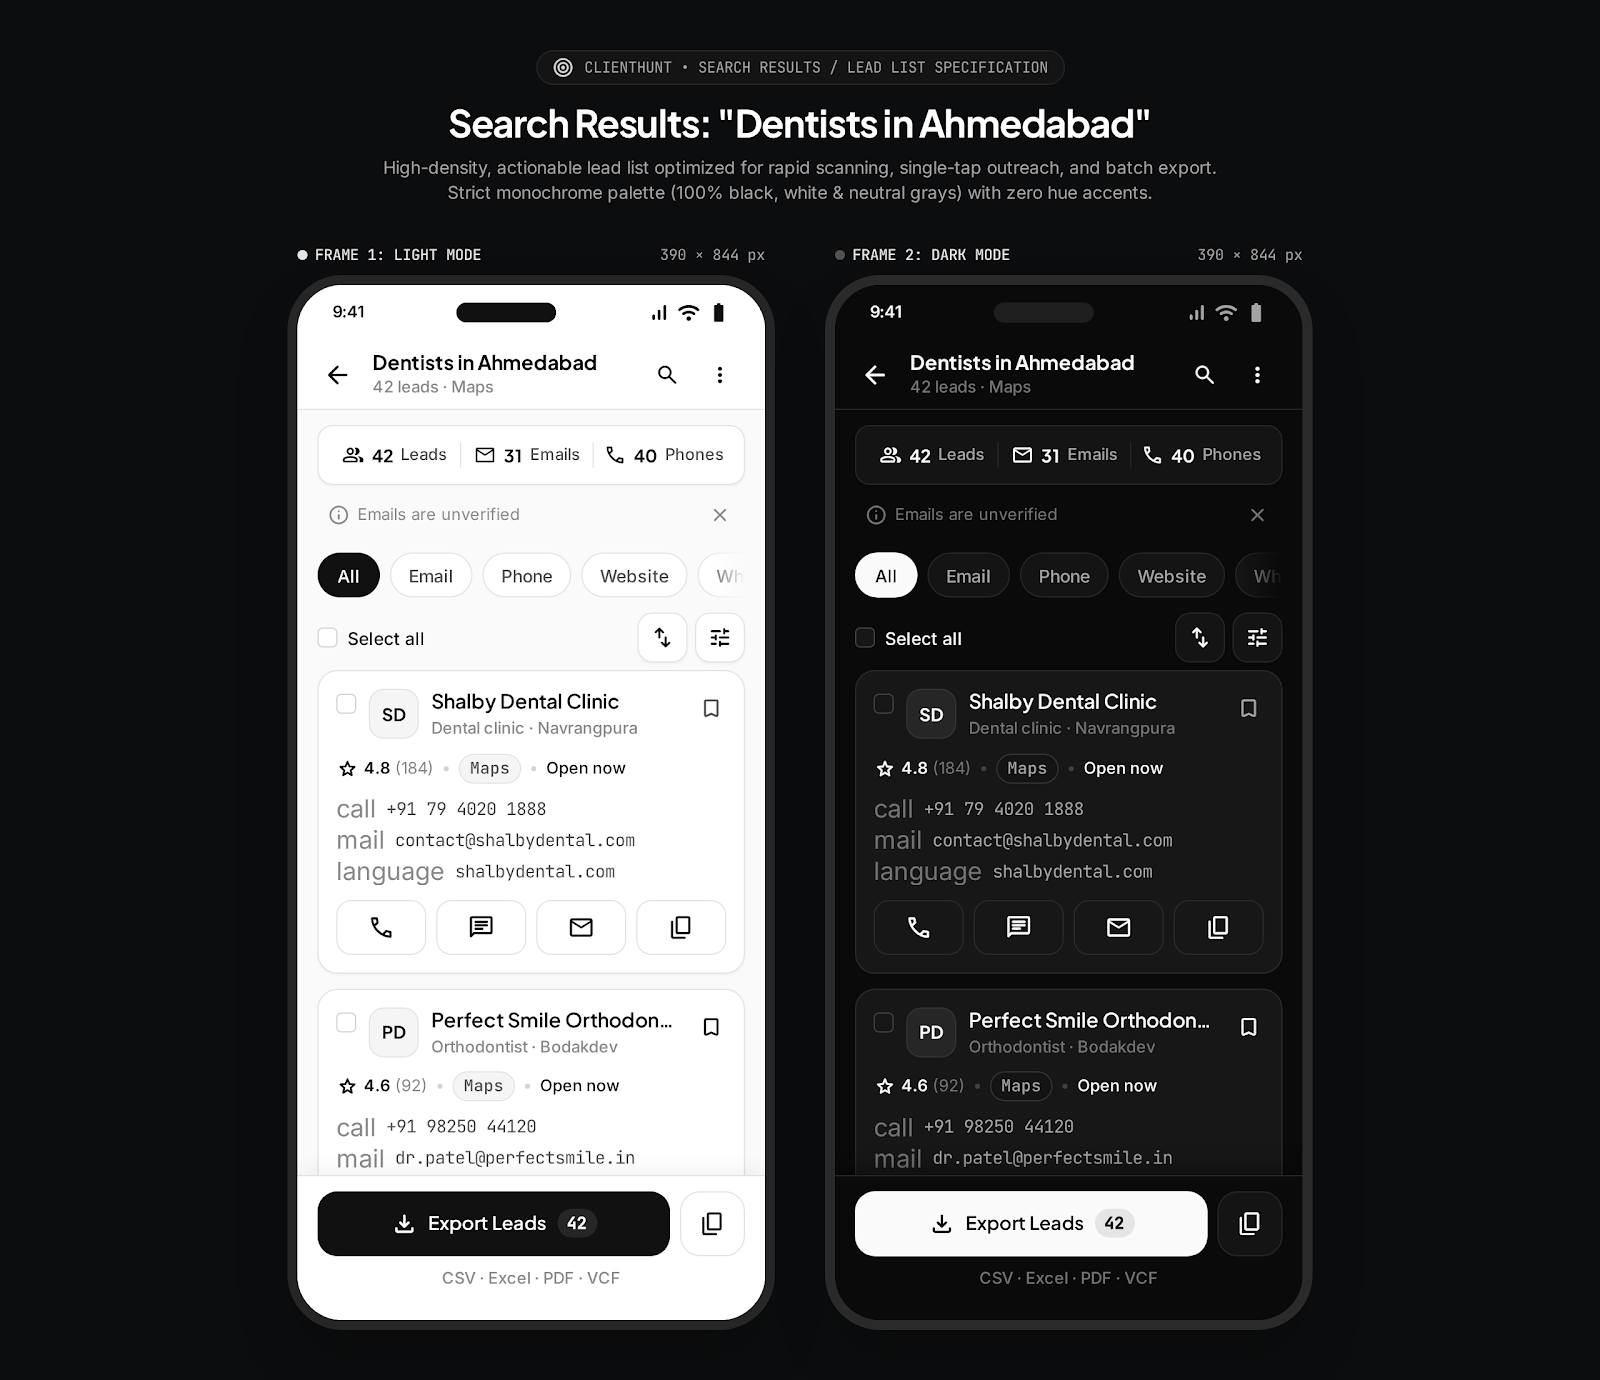 CLIENTHUNT • SEARCH RESULTS / LEAD LIST SPECIFICATION
Search Results: "Dentists in Ahmedabad"
High-density, actionable lead list optimized for rapid scanning, single-tap outreach, and batch export.
Strict monochrome palette (100% black, white & neutral grays) with zero hue accents.
FRAME 1: LIGHT MODE
390 × 844 px
9:41
Dentists in Ahmedabad
42 leads · Maps
42 Leads
31 Emails
40 Phones
Emails are unverified
All
Email
Phone
Website
Wh
Select all
SD
Shalby Dental Clinic
Dental clinic · Navrangpura
4.8 (184) • Maps • Open now
call +91 79 4020 1888
mail contact@shalbydental.com
language shalbydental.com
PD
Perfect Smile Orthodon...
Orthodontist · Bodakdev
4.6 (92) • Maps • Open now
call +91 98250 44120
mail dr.patel@perfectsmile.in
Export Leads 42
CSV · Excel · PDF · VCF
FRAME 2: DARK MODE
390 × 844 px
9:41
Dentists in Ahmedabad
42 leads · Maps
42 Leads
31 Emails
40 Phones
Emails are unverified
All
Email
Phone
Website
Wh
Select all
SD
Shalby Dental Clinic
Dental clinic · Navrangpura
4.8 (184) • Maps • Open now
call +91 79 4020 1888
mail contact@shalbydental.com
language shalbydental.com
PD
Perfect Smile Orthodon...
Orthodontist · Bodakdev
4.6 (92) • Maps • Open now
call +91 98250 44120
mail dr.patel@perfectsmile.in
Export Leads 42
CSV · Excel · PDF · VCF